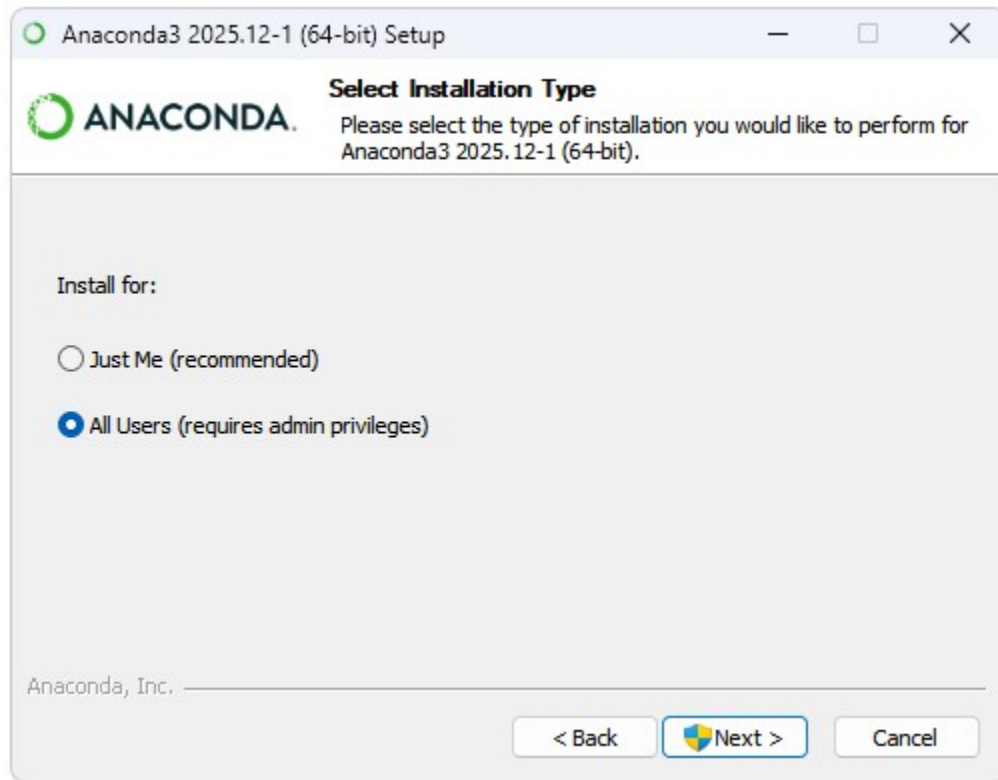 Anaconda3 2025.12-1 (64-bit) Setup
ANACONDA.
Select Installation Type
Please select the type of installation you would like to perform for
Anaconda3 2025.12-1 (64-bit).
Install for:
Just Me (recommended)
All Users (requires admin privileges)
Anaconda, Inc.
< Back
Next >
Cancel